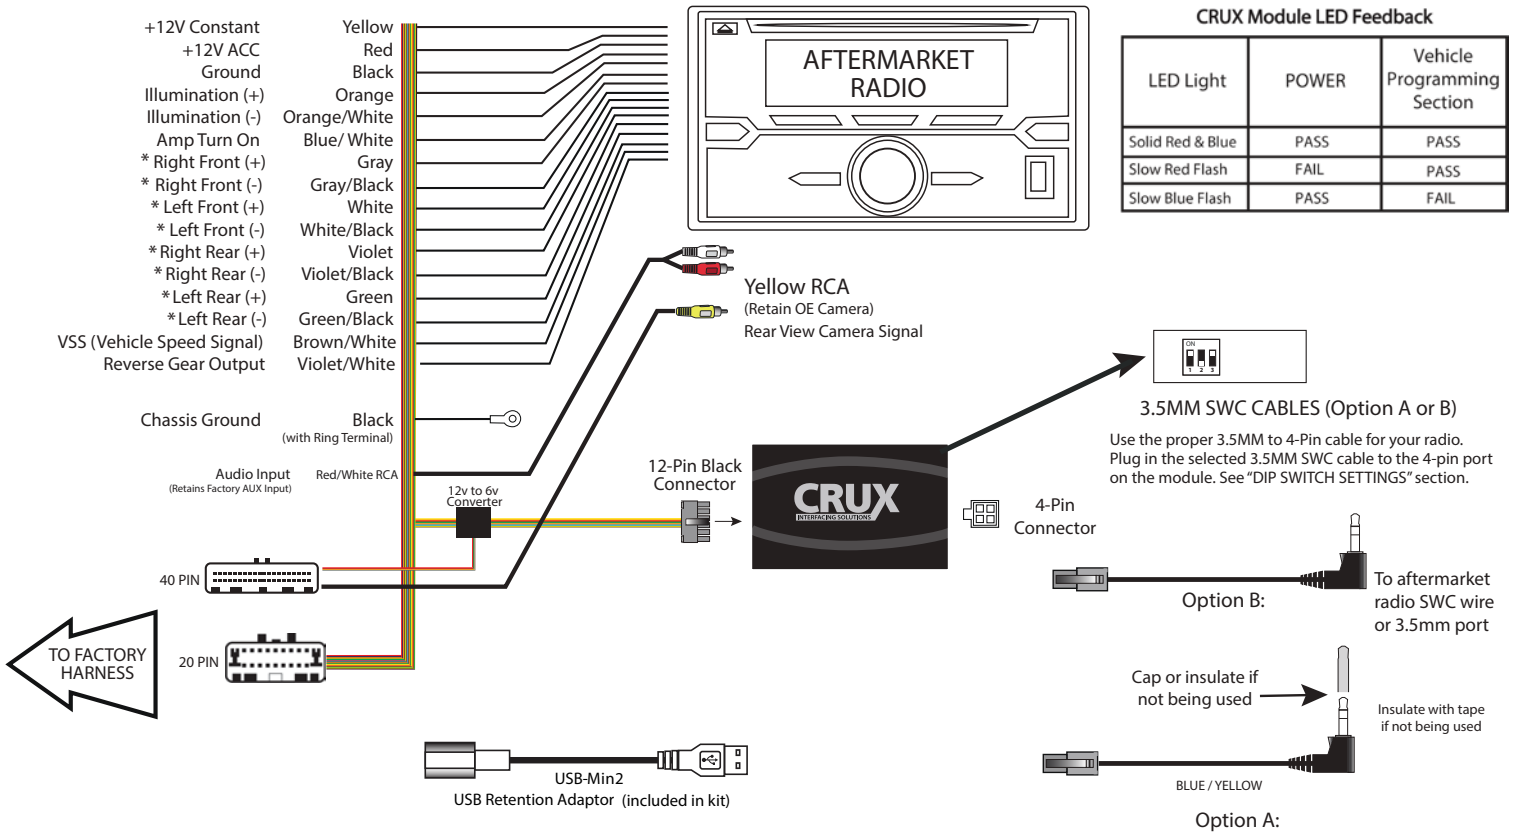 +12V Constant Yellow
+12V ACC Red
Ground Black
Illumination (+) Orange
Illumination (-) Orange/White
Amp Turn On Blue/ White
* Right Front (+) Gray
* Right Front (-) Gray/Black
* Left Front (+) White
* Left Front (-) White/Black
* Right Rear (+) Violet
* Right Rear (-) Violet/Black
* Left Rear (+) Green
* Left Rear (-) Green/Black
VSS (Vehicle Speed Signal) Brown/White
Reverse Gear Output Violet/White
Chassis Ground Black
(with Ring Terminal)
Audio Input Red/White RCA
(Retains Factory AUX Input)
AFTERMARKET
RADIO
CRUX Module LED Feedback
LED Light POWER Vehicle
Programming
Section
Solid Red & Blue PASS PASS
Slow Red Flash FAIL PASS
Slow Blue Flash PASS FAIL
Yellow RCA
(Retain OE Camera)
Rear View Camera Signal
ON
1 2 3
3.5MM SWC CABLES (Option A or B)
Use the proper 3.5MM to 4-Pin cable for your radio.
Plug in the selected 3.5MM SWC cable to the 4-pin port
on the module. See "DIP SWITCH SETTINGS" section.
12-Pin Black
Connector
12v to 6v
Converter
CRUX
INTERFACING SOLUTIONS
4-Pin
Connector
40 PIN
20 PIN
TO FACTORY
HARNESS
Option B:
To aftermarket
radio SWC wire
or 3.5mm port
Cap or insulate if
not being used
Insulate with tape
if not being used
BLUE / YELLOW
Option A:
USB-Min2
USB Retention Adaptor (included in kit)